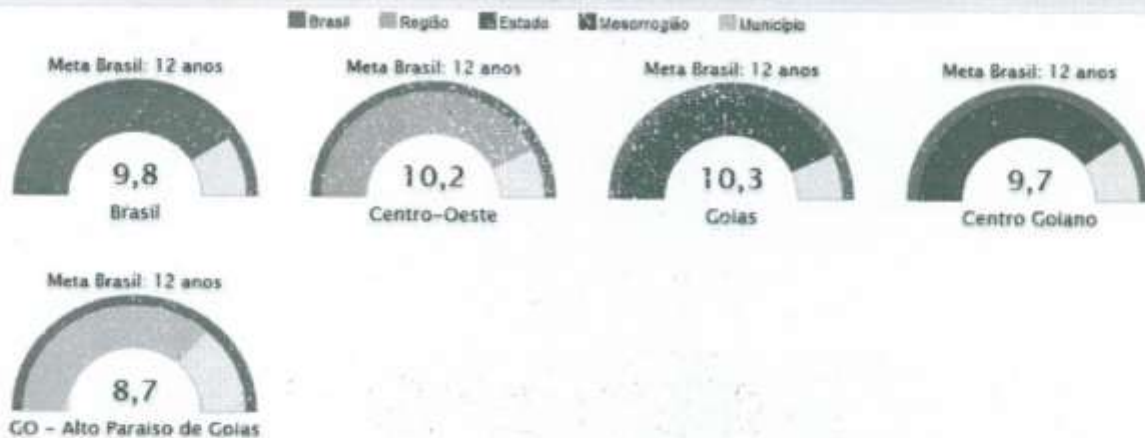 Brasil Região Estado Mesorregião Município
Meta Brasil: 12 anos
9,8
Brasil
Meta Brasil: 12 anos
10,2
Centro-Oeste
Meta Brasil: 12 anos
10,3
Goias
Meta Brasil: 12 anos
9,7
Centro Goiano
Meta Brasil: 12 anos
8,7
GO - Alto Paraiso de Goias